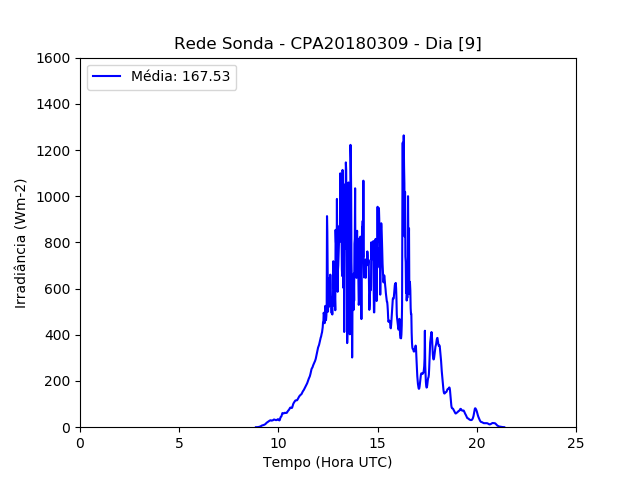 Rede Sonda - CPA20180309 - Dia [9]
Média: 167.53
Irradiância (Wm-2)
1600
1400
1200
1000
800
600
400
200
0
0 5 10 15 20 25
Tempo (Hora UTC)